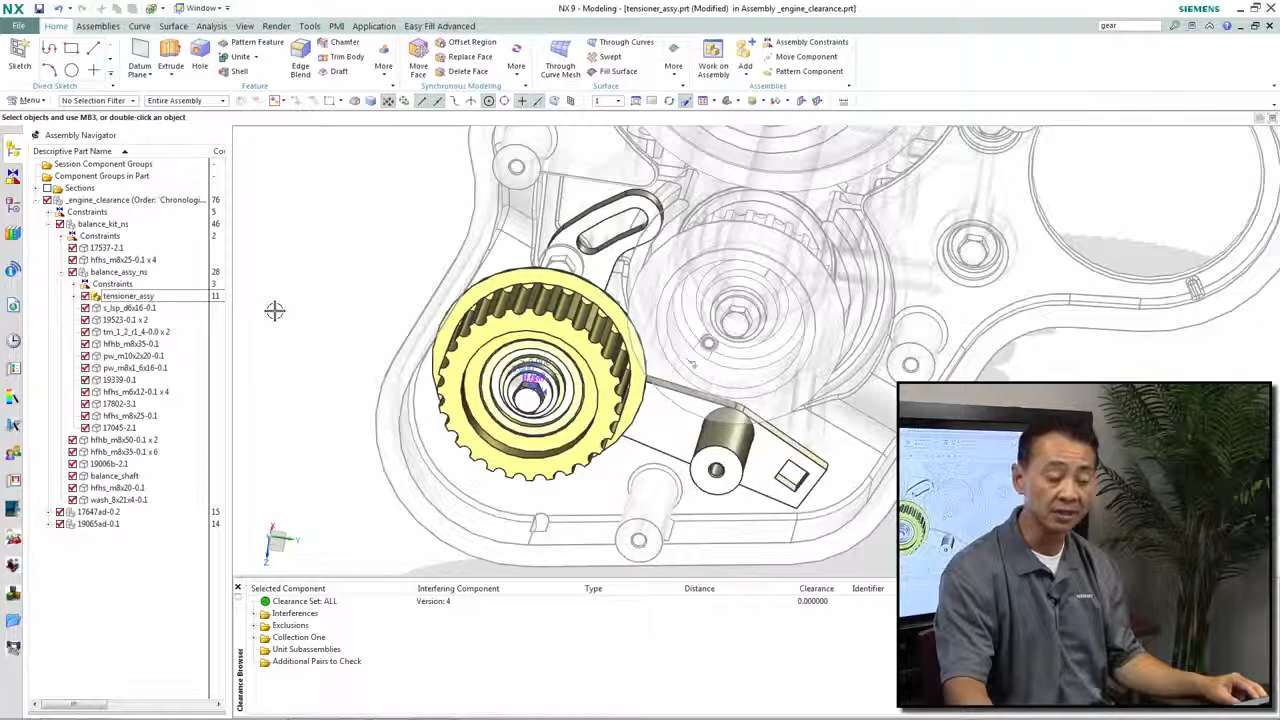 NX
Window
NX 9 - Modeling - [tensioner_assy.prt (Modified) in Assembly _engine_clearance.prt]
SIEMENS
File
Home
Assemblies
Curve
Surface
Analysis
View
Render
Tools
PMI
Application
Easy Fill Advanced
gear
Sketch
Direct Sketch
Datum Plane
Extrude
Hole
Pattern Feature
Unite
Shell
Edge Blend
Chamfer
Trim Body
Draft
More
Feature
Move Face
Offset Region
Replace Face
Delete Face
More
Synchronous Modeling
Through Curve Mesh
Through Curves
Swept
Fill Surface
More
Surface
Work on Assembly
Add
Assembly Constraints
Move Component
Pattern Component
Assemblies
Menu
No Selection Filter
Entire Assembly
1
Select objects and use MB3, or double-click an object
Assembly Navigator
Descriptive Part Name
Cou
Session Component Groups -
Component Groups in Part -
Sections -
_engine_clearance (Order: 'Chronologi... 76
Constraints 5
balance_kit_ns 46
Constraints 2
17537-2.1
hfhs_m8x25-0.1 x 4
balance_assy_ns 28
Constraints 3
tensioner_assy 11
s_lsp_d6x16-0.1
19523-0.1 x 2
tm_1_2_r1_4-0.0 x 2
hfhb_m8x35-0.1
pw_m10x2x20-0.1
pw_m8x1_6x16-0.1
19339-0.1
hfhs_m6x12-0.1 x 4
17802-3.1
hfhs_m8x25-0.1
17045-2.1
hfhb_m8x50-0.1 x 2
hfhb_m8x35-0.1 x 6
19006b-2.1
balance_shaft
hfhs_m8x20-0.1
wash_8x21x4-0.1
17647ad-0.2 15
19065ad-0.1 14
X
Y
Z
Clearance Browser
Selected Component
Interfering Component
Type
Distance
Clearance
Identifier
Clearance Set: ALL
Version: 4
0.000000
Interferences
Exclusions
Collection One
Unit Subassemblies
Additional Pairs to Check